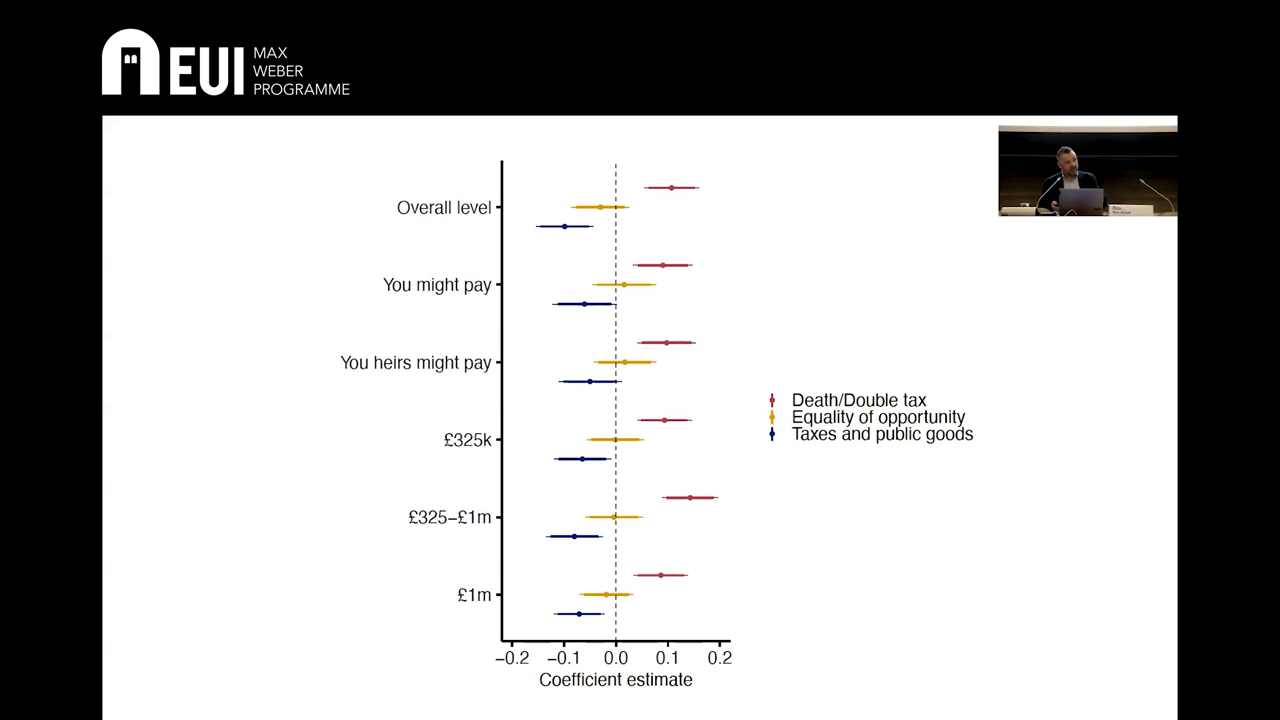 EUI
MAX
WEBER
PROGRAMME
Overall level
You might pay
You heirs might pay
£325k
£325–£1m
£1m
Death/Double tax
Equality of opportunity
Taxes and public goods
−0.2 −0.1 0.0 0.1 0.2
Coefficient estimate